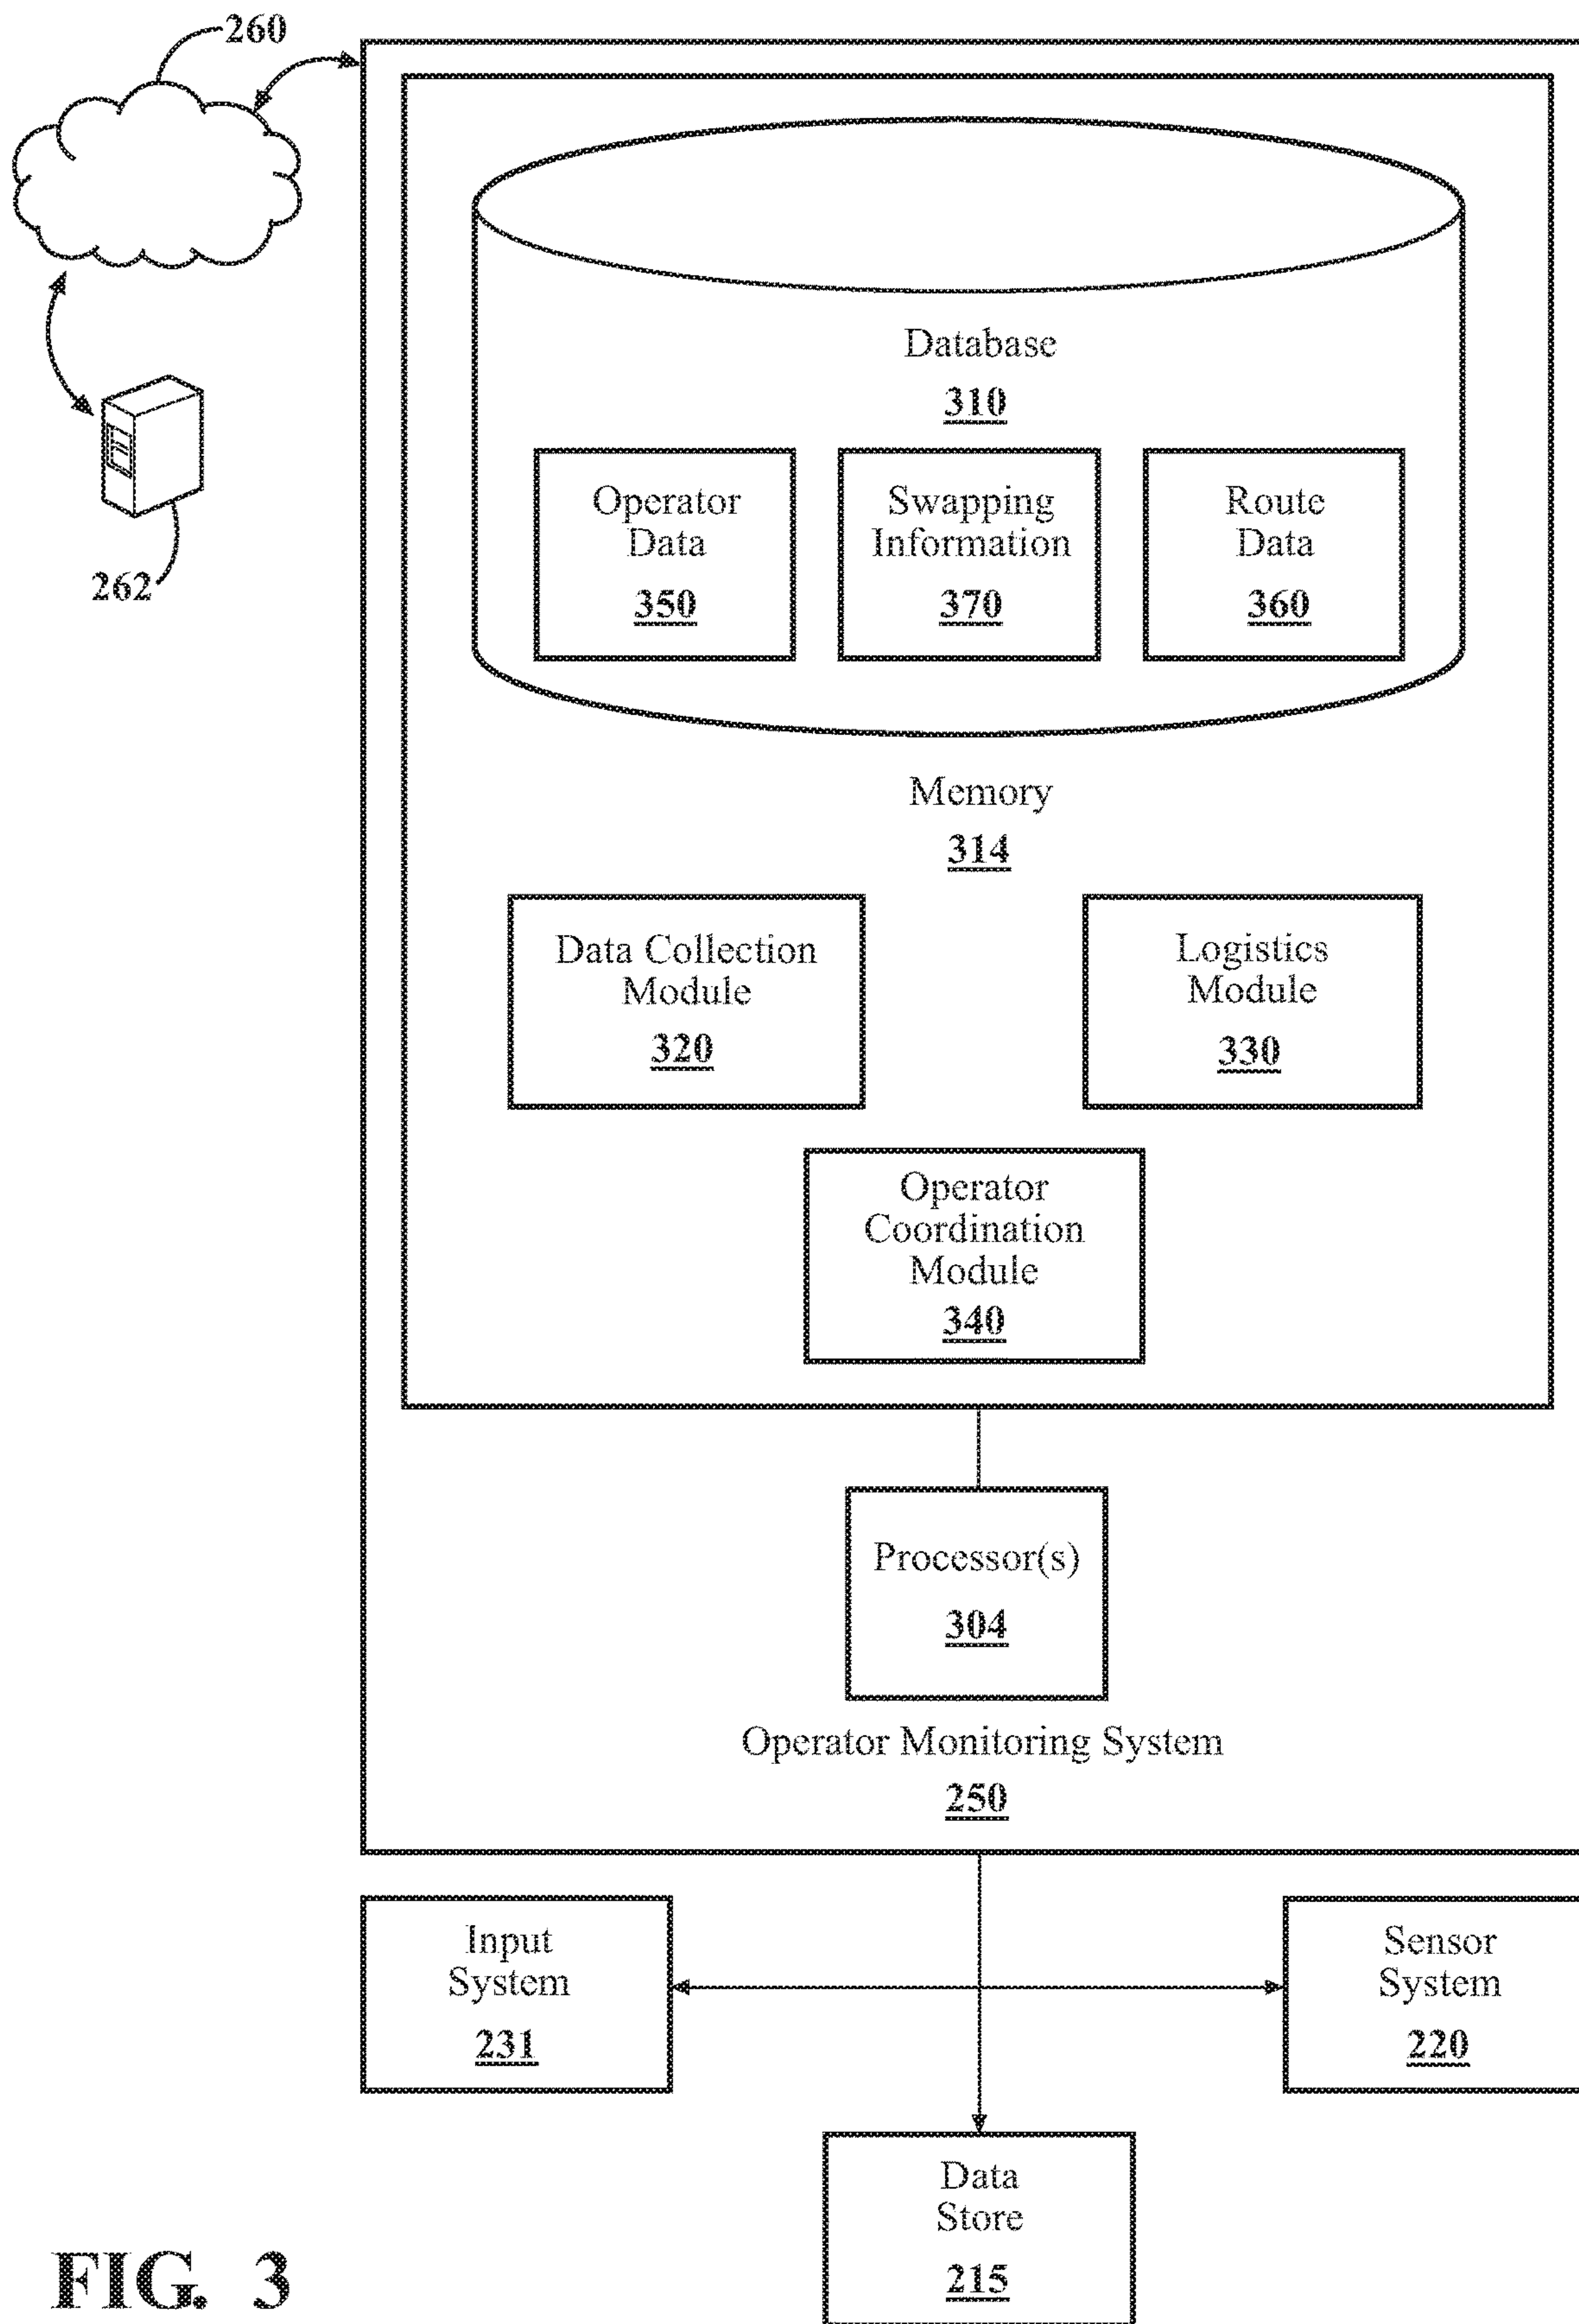 260
262
Database
310
Operator
Data
350
Swapping
Information
370
Route
Data
360
Memory
314
Data Collection
Module
320
Logistics
Module
330
Operator
Coordination
Module
340
Processor(s)
304
Operator Monitoring System
250
Input
System
231
Sensor
System
220
Data
Store
215
FIG. 3